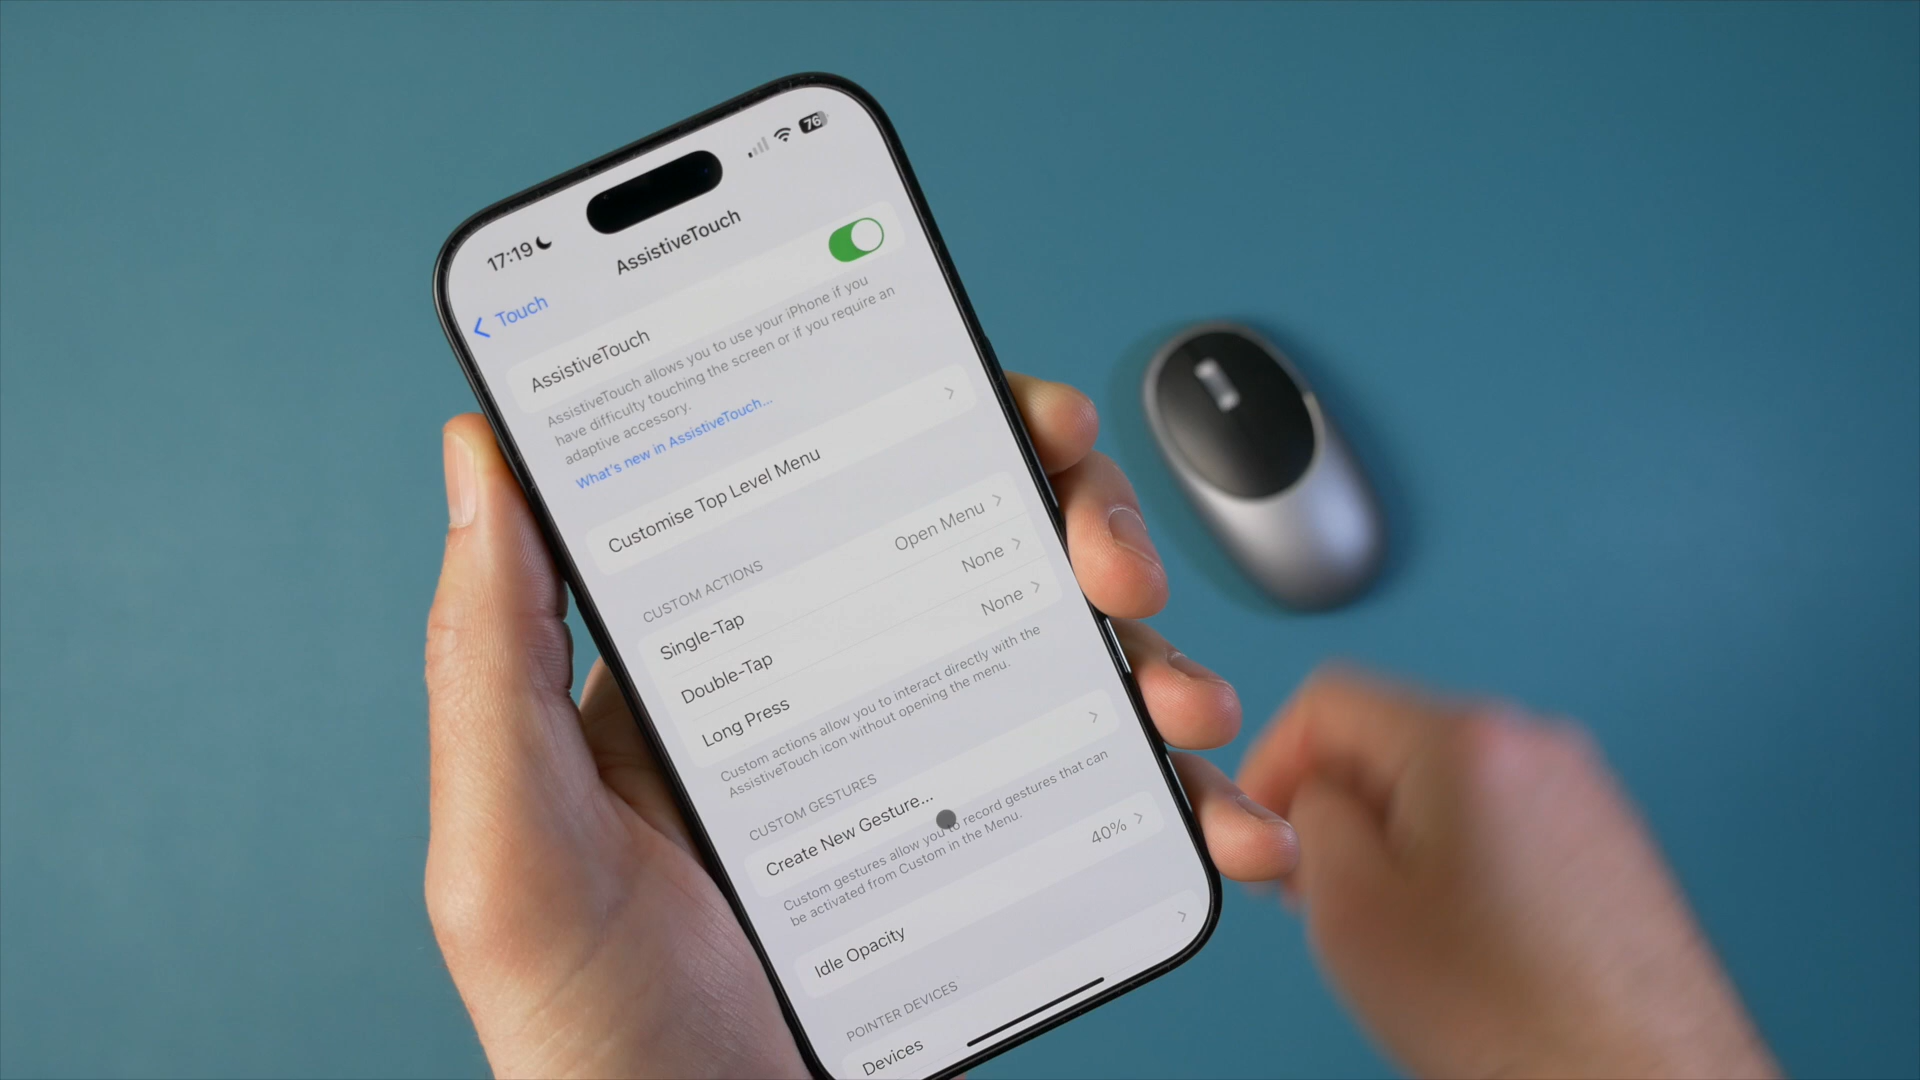 17:19
76
Touch
AssistiveTouch
AssistiveTouch
AssistiveTouch allows you to use your iPhone if you
have difficulty touching the screen or if you require an
adaptive accessory.
What's new in AssistiveTouch...
Customise Top Level Menu
CUSTOM ACTIONS
Single-Tap Open Menu
Double-Tap None
Long Press None
Custom actions allow you to interact directly with the
AssistiveTouch icon without opening the menu.
CUSTOM GESTURES
Create New Gesture...
Custom gestures allow you to record gestures that can
be activated from Custom in the Menu.
Idle Opacity 40%
POINTER DEVICES
Devices